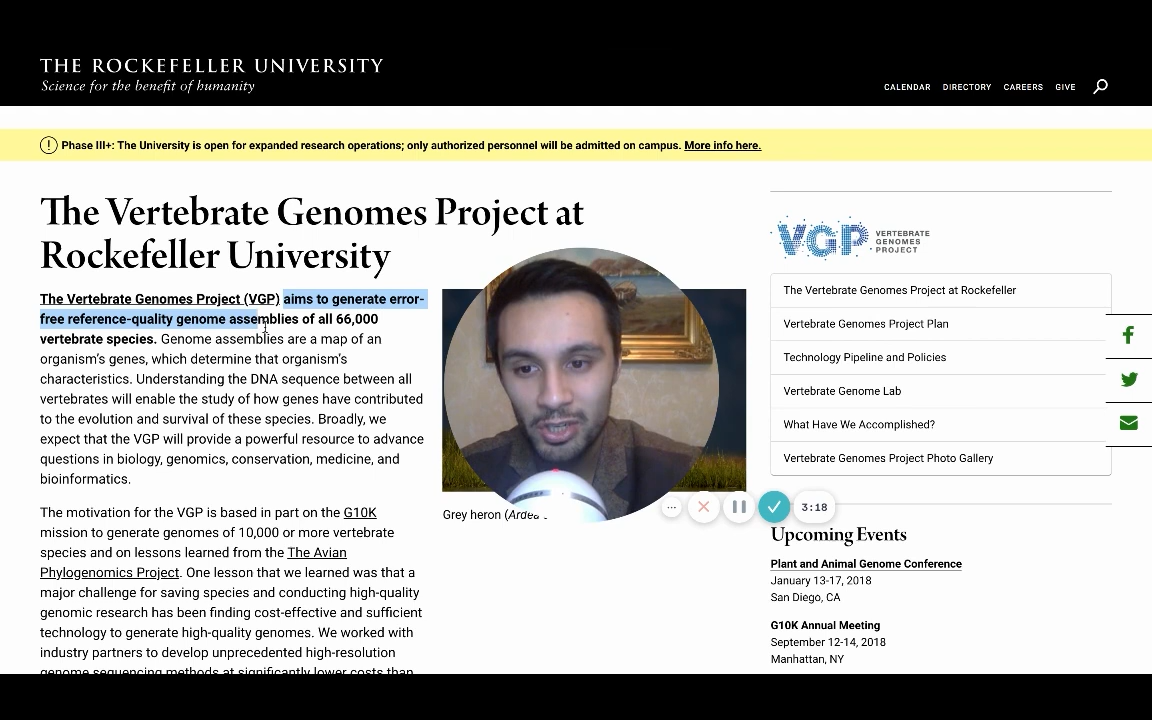 THE ROCKEFELLER UNIVERSITY
Science for the benefit of humanity
CALENDAR DIRECTORY CAREERS GIVE
Phase III+: The University is open for expanded research operations; only authorized personnel will be admitted on campus. More info here.
The Vertebrate Genomes Project at
Rockefeller University
The Vertebrate Genomes Project (VGP) aims to generate error-
free reference-quality genome assemblies of all 66,000
vertebrate species. Genome assemblies are a map of an
organism's genes, which determine that organism's
characteristics. Understanding the DNA sequence between all
vertebrates will enable the study of how genes have contributed
to the evolution and survival of these species. Broadly, we
expect that the VGP will provide a powerful resource to advance
questions in biology, genomics, conservation, medicine, and
bioinformatics.
The motivation for the VGP is based in part on the G10K
mission to generate genomes of 10,000 or more vertebrate
species and on lessons learned from the The Avian
Phylogenomics Project. One lesson that we learned was that a
major challenge for saving species and conducting high-quality
genomic research has been finding cost-effective and sufficient
technology to generate high-quality genomes. We worked with
industry partners to develop unprecedented high-resolution
genome sequencing methods at significantly lower costs than
Grey heron (Ardea
3:18
VGP VERTEBRATE
GENOMES
PROJECT
The Vertebrate Genomes Project at Rockefeller
Vertebrate Genomes Project Plan
Technology Pipeline and Policies
Vertebrate Genome Lab
What Have We Accomplished?
Vertebrate Genomes Project Photo Gallery
Upcoming Events
Plant and Animal Genome Conference
January 13-17, 2018
San Diego, CA
G10K Annual Meeting
September 12-14, 2018
Manhattan, NY